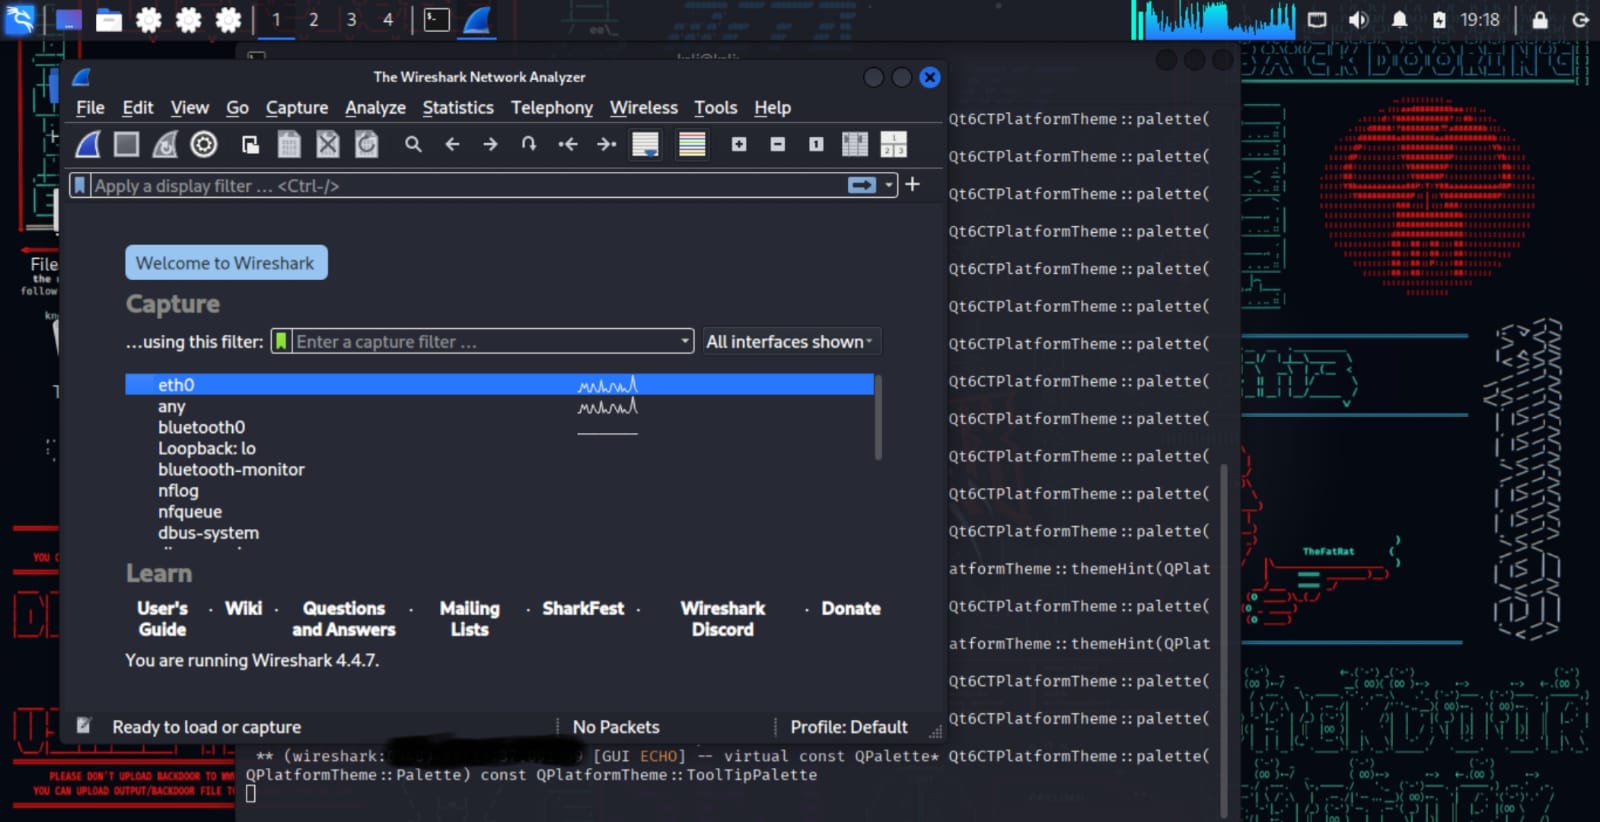 1 2 3 4
19:18
The Wireshark Network Analyzer
File Edit View Go Capture Analyze Statistics Telephony Wireless Tools Help
Apply a display filter ... <Ctrl-/>
Welcome to Wireshark
Capture
...using this filter: Enter a capture filter ... All interfaces shown
eth0
any
bluetooth0
Loopback: lo
bluetooth-monitor
nflog
nfqueue
dbus-system
Learn
User's Guide · Wiki · Questions and Answers · Mailing Lists · SharkFest · Wireshark Discord · Donate
You are running Wireshark 4.4.7.
Ready to load or capture No Packets Profile: Default
Qt6CTPlatformTheme::palette(
Qt6CTPlatformTheme::palette(
Qt6CTPlatformTheme::palette(
Qt6CTPlatformTheme::palette(
Qt6CTPlatformTheme::palette(
Qt6CTPlatformTheme::palette(
Qt6CTPlatformTheme::palette(
Qt6CTPlatformTheme::palette(
Qt6CTPlatformTheme::palette(
Qt6CTPlatformTheme::palette(
Qt6CTPlatformTheme::palette(
Qt6CTPlatformTheme::palette(
atformTheme::themeHint(QPlat
Qt6CTPlatformTheme::palette(
atformTheme::themeHint(QPlat
Qt6CTPlatformTheme::palette(
Qt6CTPlatformTheme::palette(
** (wireshark: [GUI ECHO] -- virtual const QPalette* Qt6CTPlatformTheme::palette(
QPlatformTheme::Palette) const QPlatformTheme::ToolTipPalette
File
follow
YOU C
PLEASE DON'T UPLOAD BACKDOOR TO WW
YOU CAN UPLOAD OUTPUT/BACKDOOR FILE TO
BACKDOORING
TheFatRat